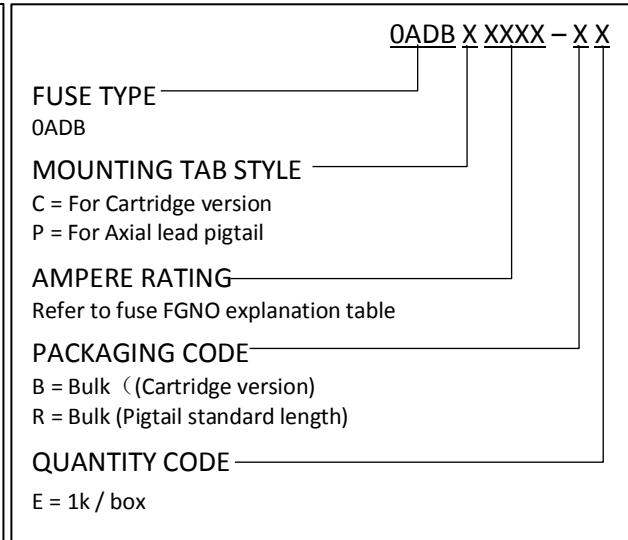 0ADB X XXXX – X X
FUSE TYPE
0ADB
MOUNTING TAB STYLE
C = For Cartridge version
P = For Axial lead pigtail
AMPERE RATING
Refer to fuse FGNO explanation table
PACKAGING CODE
B = Bulk（(Cartridge version)
R = Bulk (Pigtail standard length)
QUANTITY CODE
E = 1k / box